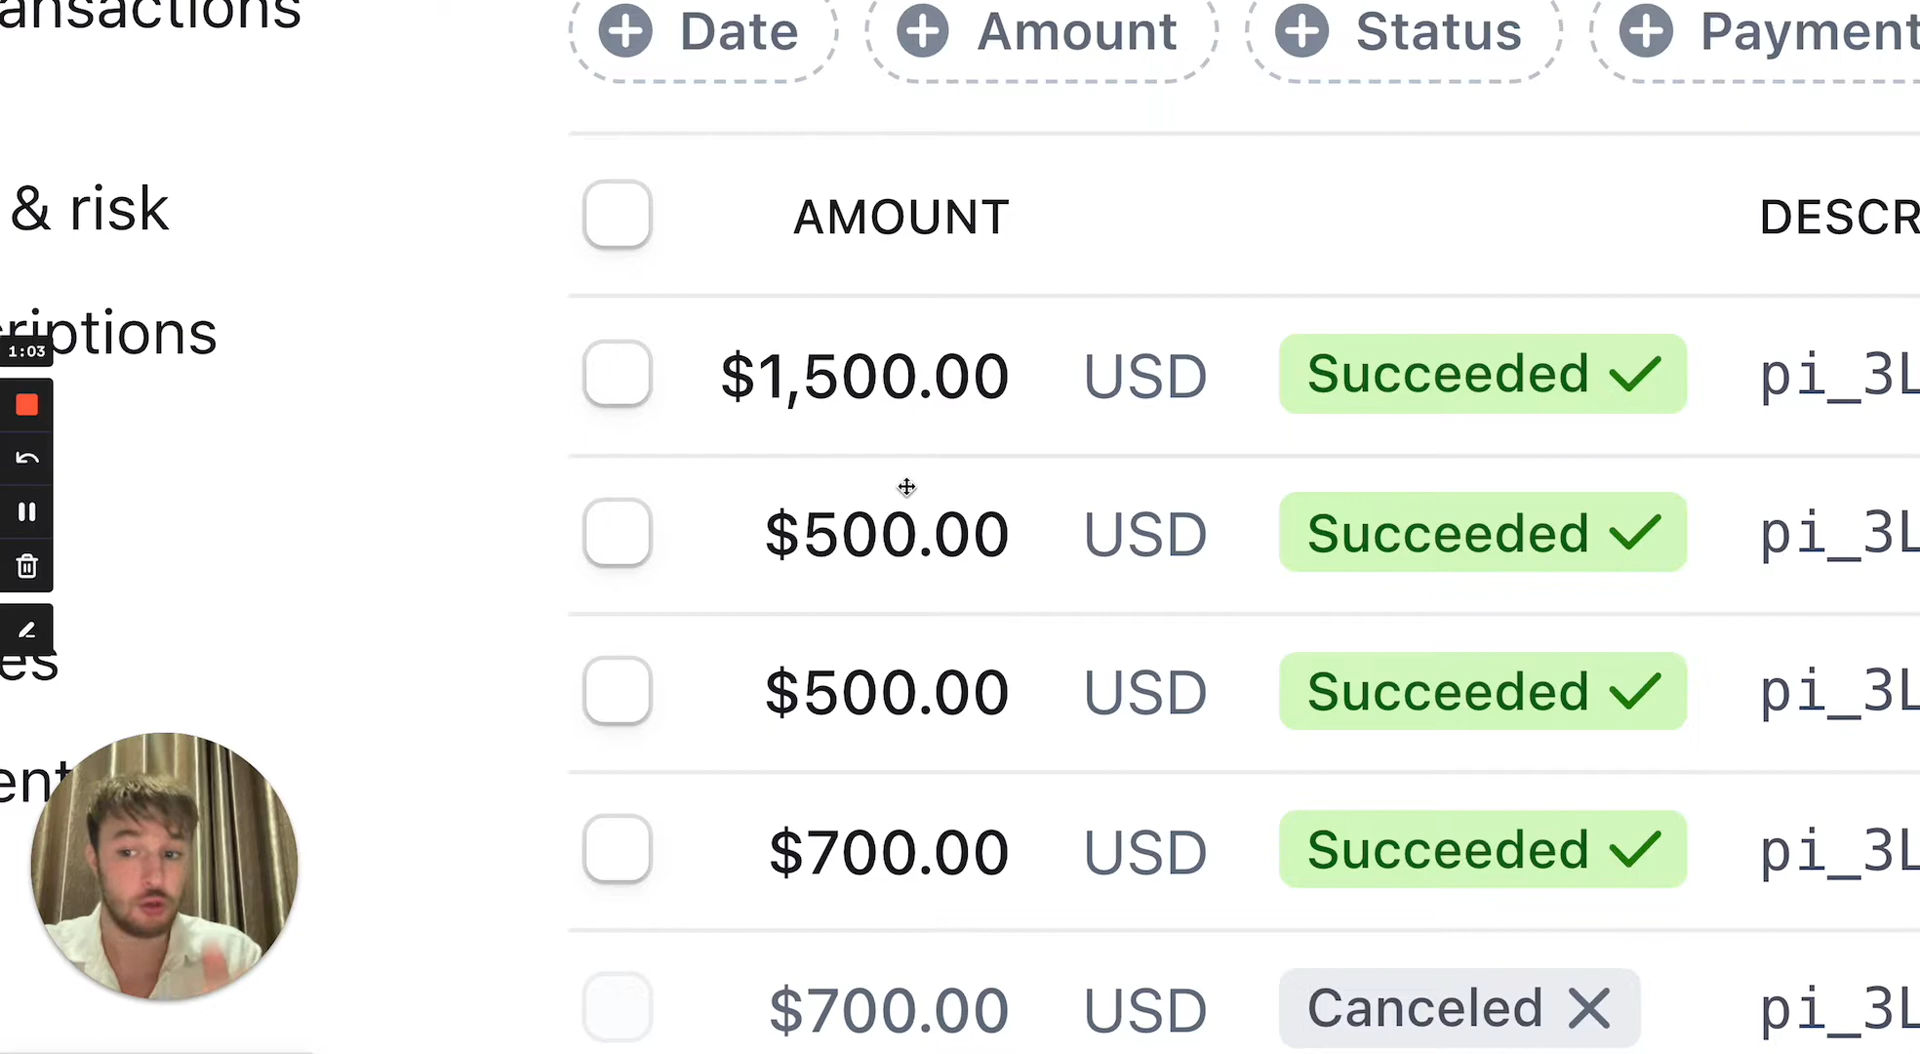 ansactions
Date
Amount
Status
Payment
& risk
AMOUNT
DESCR
riptions
1:03
$1,500.00 USD Succeeded pi_3L
$500.00 USD Succeeded pi_3L
es
$500.00 USD Succeeded pi_3L
ent
$700.00 USD Succeeded pi_3L
$700.00 USD Canceled pi_3L